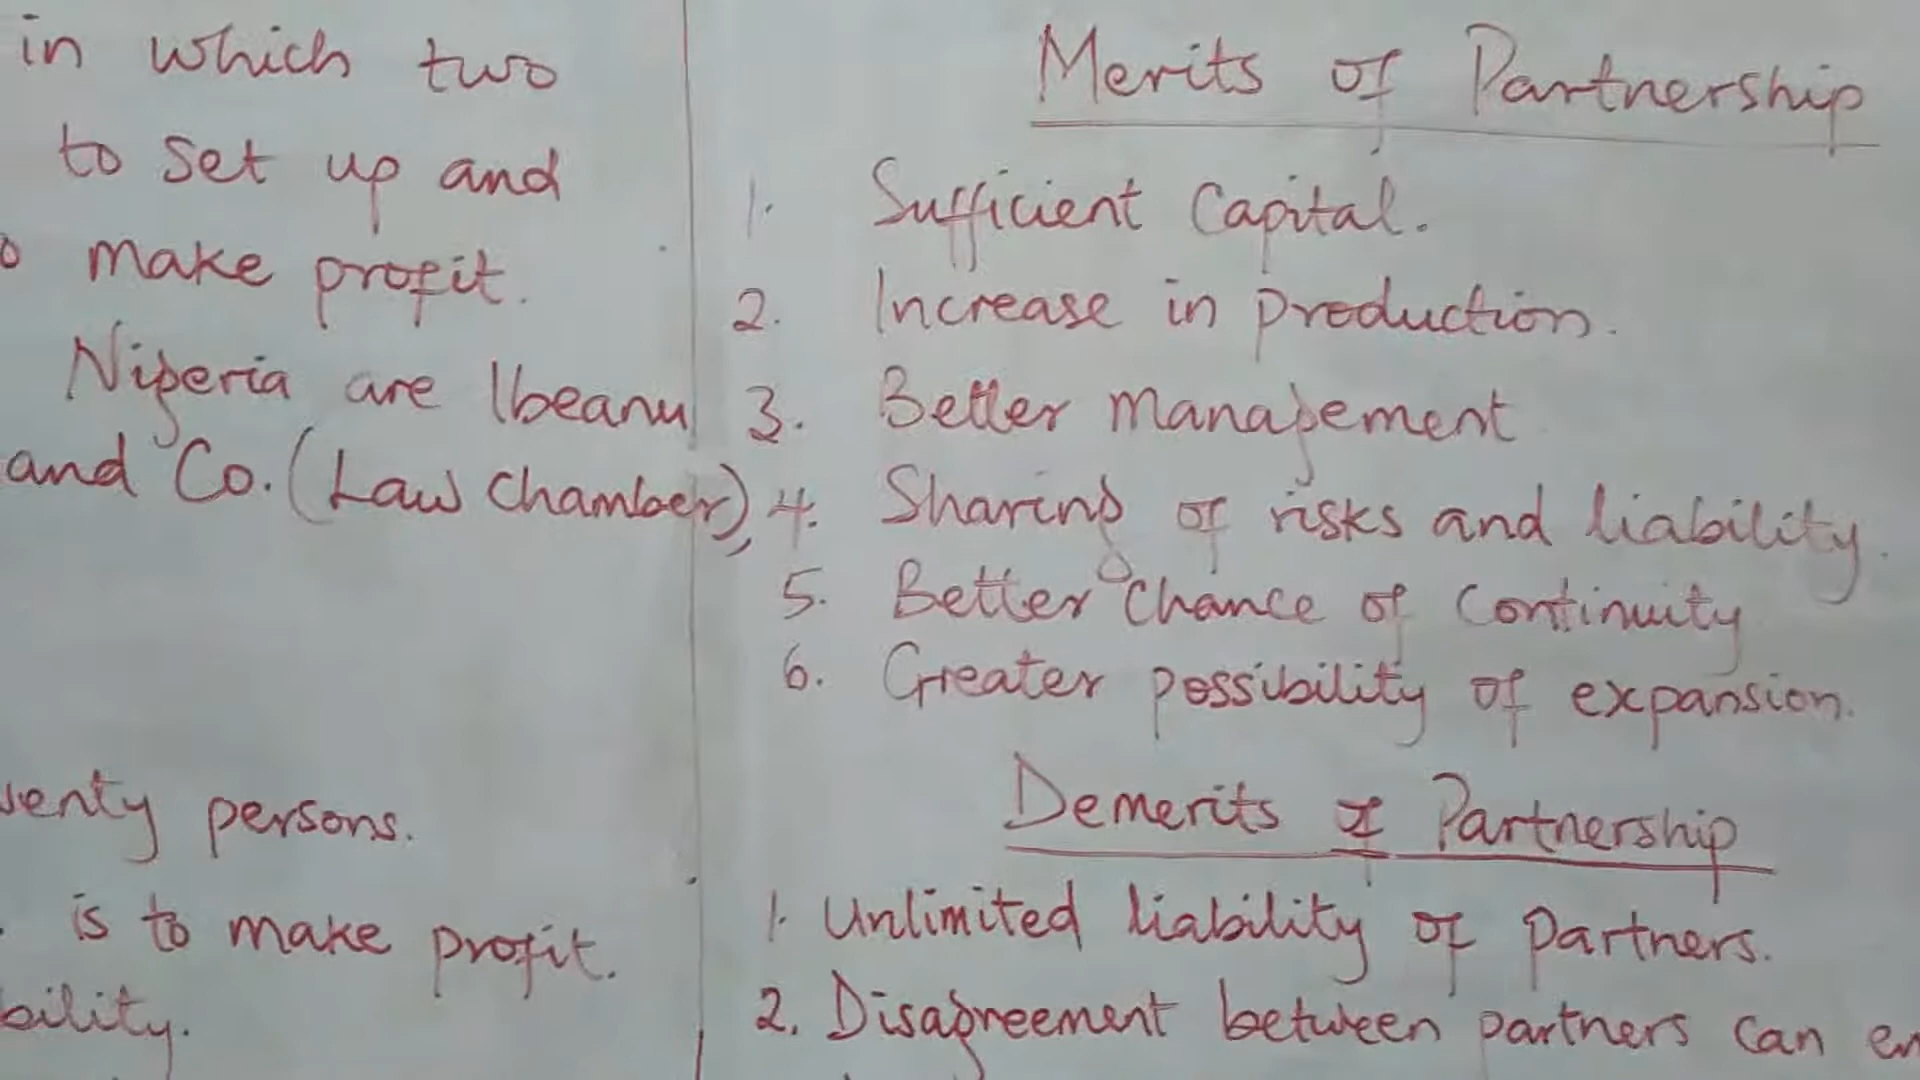 in which two
to set up and
make profit.
Nigeria are Ibeanu
and Co. (Law Chamber),
persons.
is to make profit.
Merits of Partnership
1. Sufficient Capital.
2. Increase in production.
3. Better management
4. Sharing of risks and liability.
5. Better chance of continuity
6. Greater possibility of expansion.
Demerits of Partnership
1. Unlimited liability of partners.
2. Disagreement between partners can